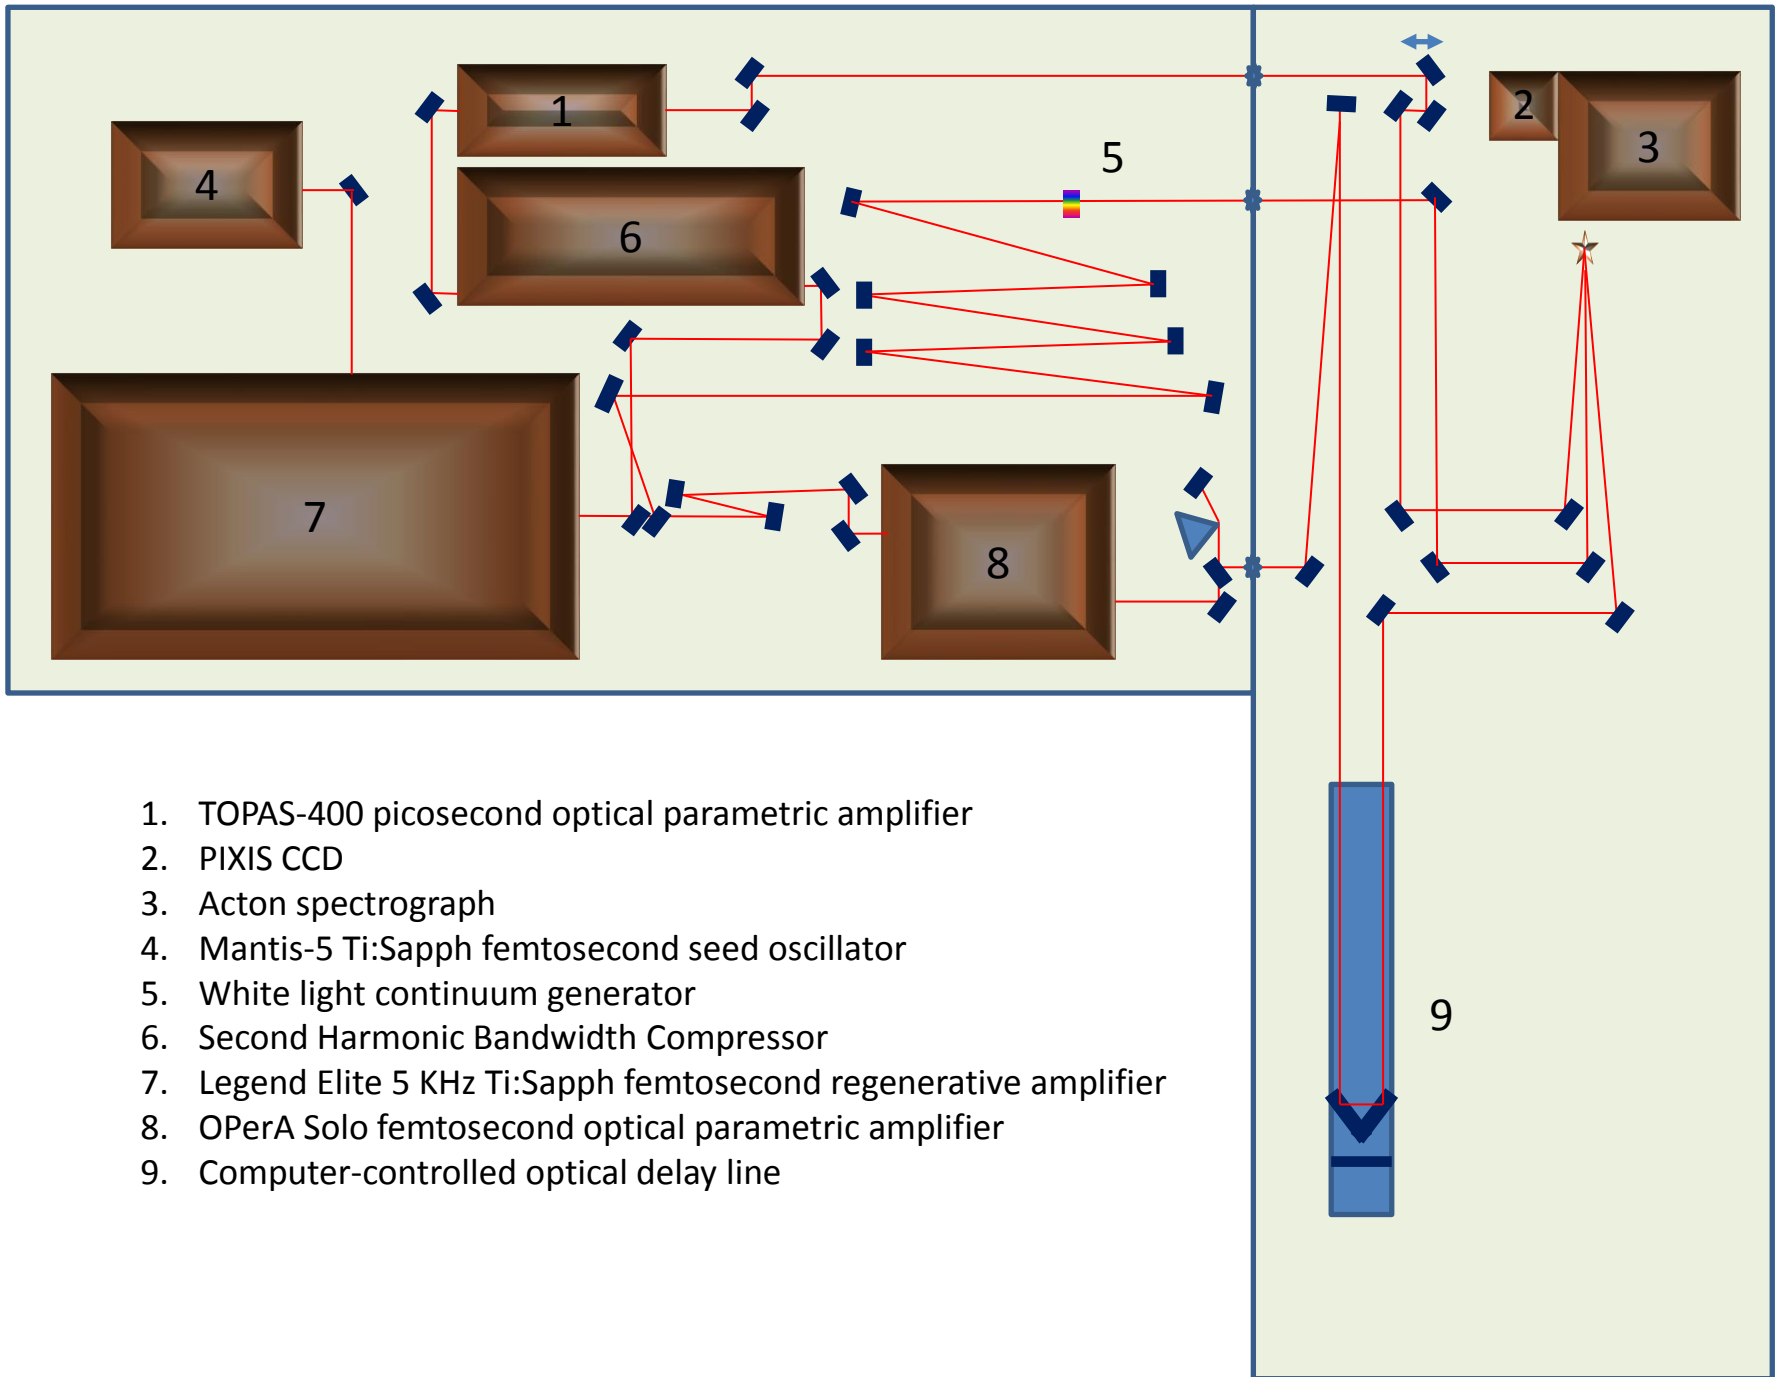 1
2
3
5
4
6
7
8
1. TOPAS-400 picosecond optical parametric amplifier
2. PIXIS CCD
3. Acton spectrograph
4. Mantis-5 Ti:Sapph femtosecond seed oscillator
5. White light continuum generator
6. Second Harmonic Bandwidth Compressor
7. Legend Elite 5 KHz Ti:Sapph femtosecond regenerative amplifier
8. OPerA Solo femtosecond optical parametric amplifier
9. Computer-controlled optical delay line
9